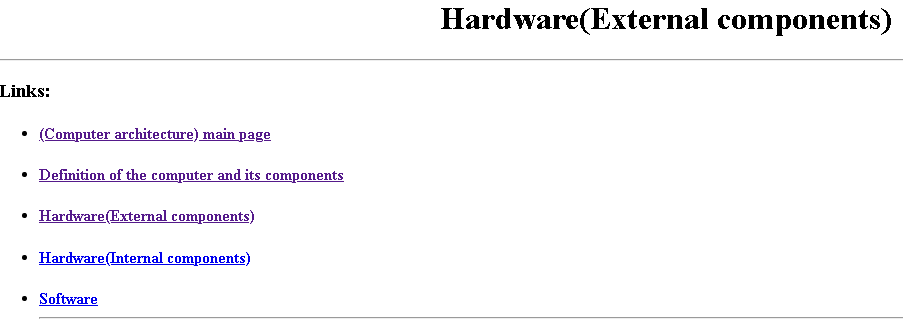 Hardware(External components)
Links:
(Computer architecture) main page
Definition of the computer and its components
Hardware(External components)
Hardware(Internal components)
Software